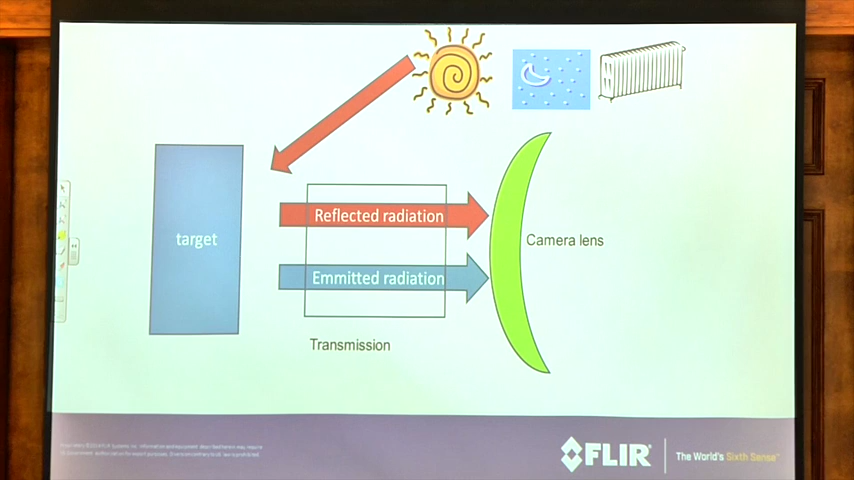 target
Reflected radiation
Emmitted radiation
Camera lens
Transmission
FLIR
The World's Sixth Sense